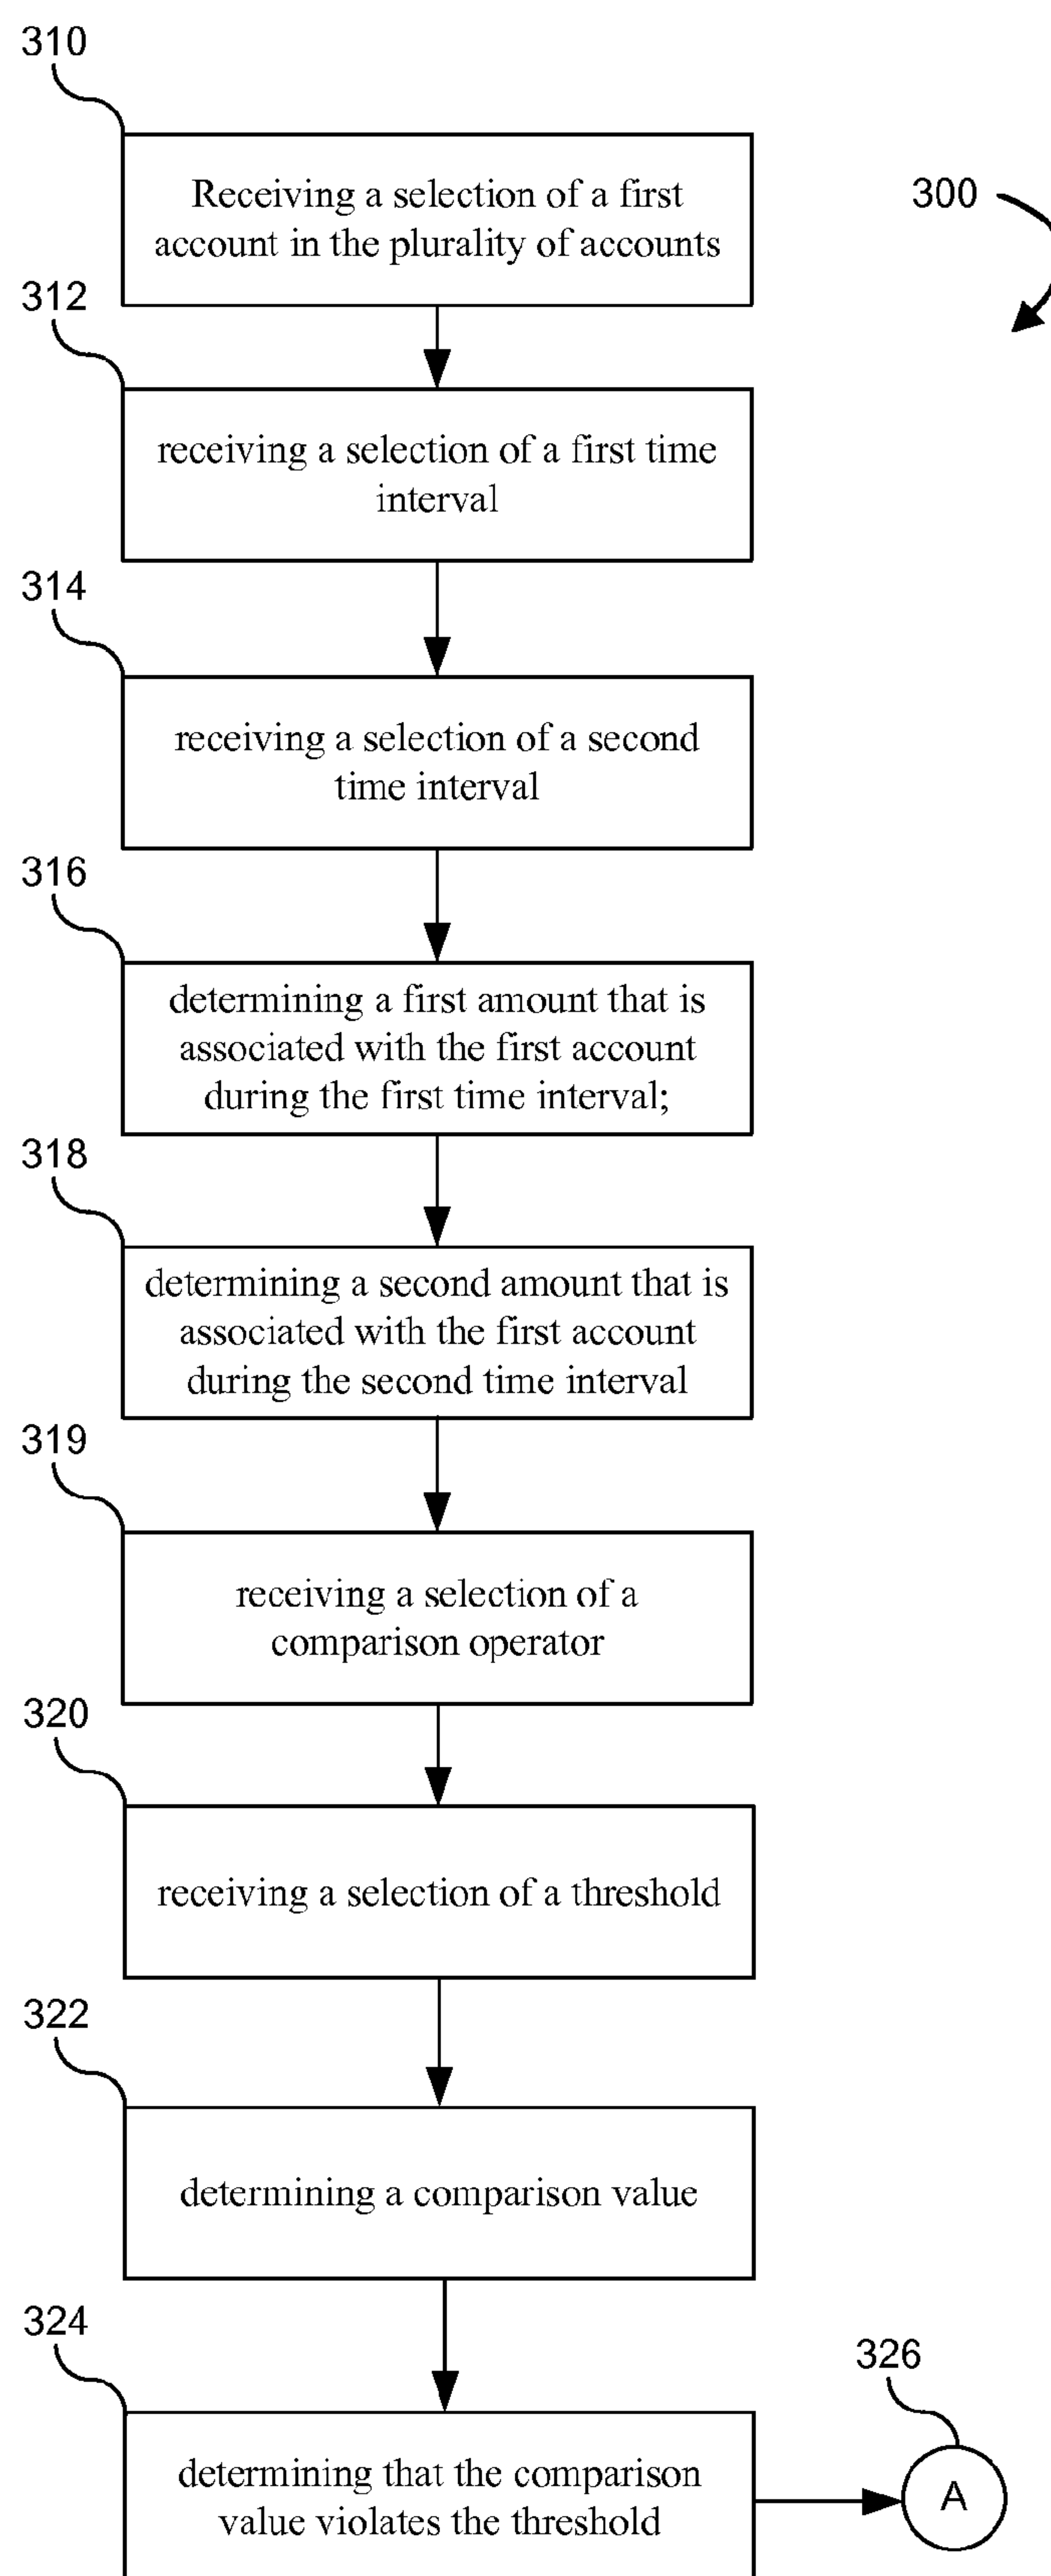 310
Receiving a selection of a first
account in the plurality of accounts
300
312
receiving a selection of a first time
interval
314
receiving a selection of a second
time interval
316
determining a first amount that is
associated with the first account
during the first time interval;
318
determining a second amount that is
associated with the first account
during the second time interval
319
receiving a selection of a
comparison operator
320
receiving a selection of a threshold
322
determining a comparison value
324
determining that the comparison
value violates the threshold
326
A